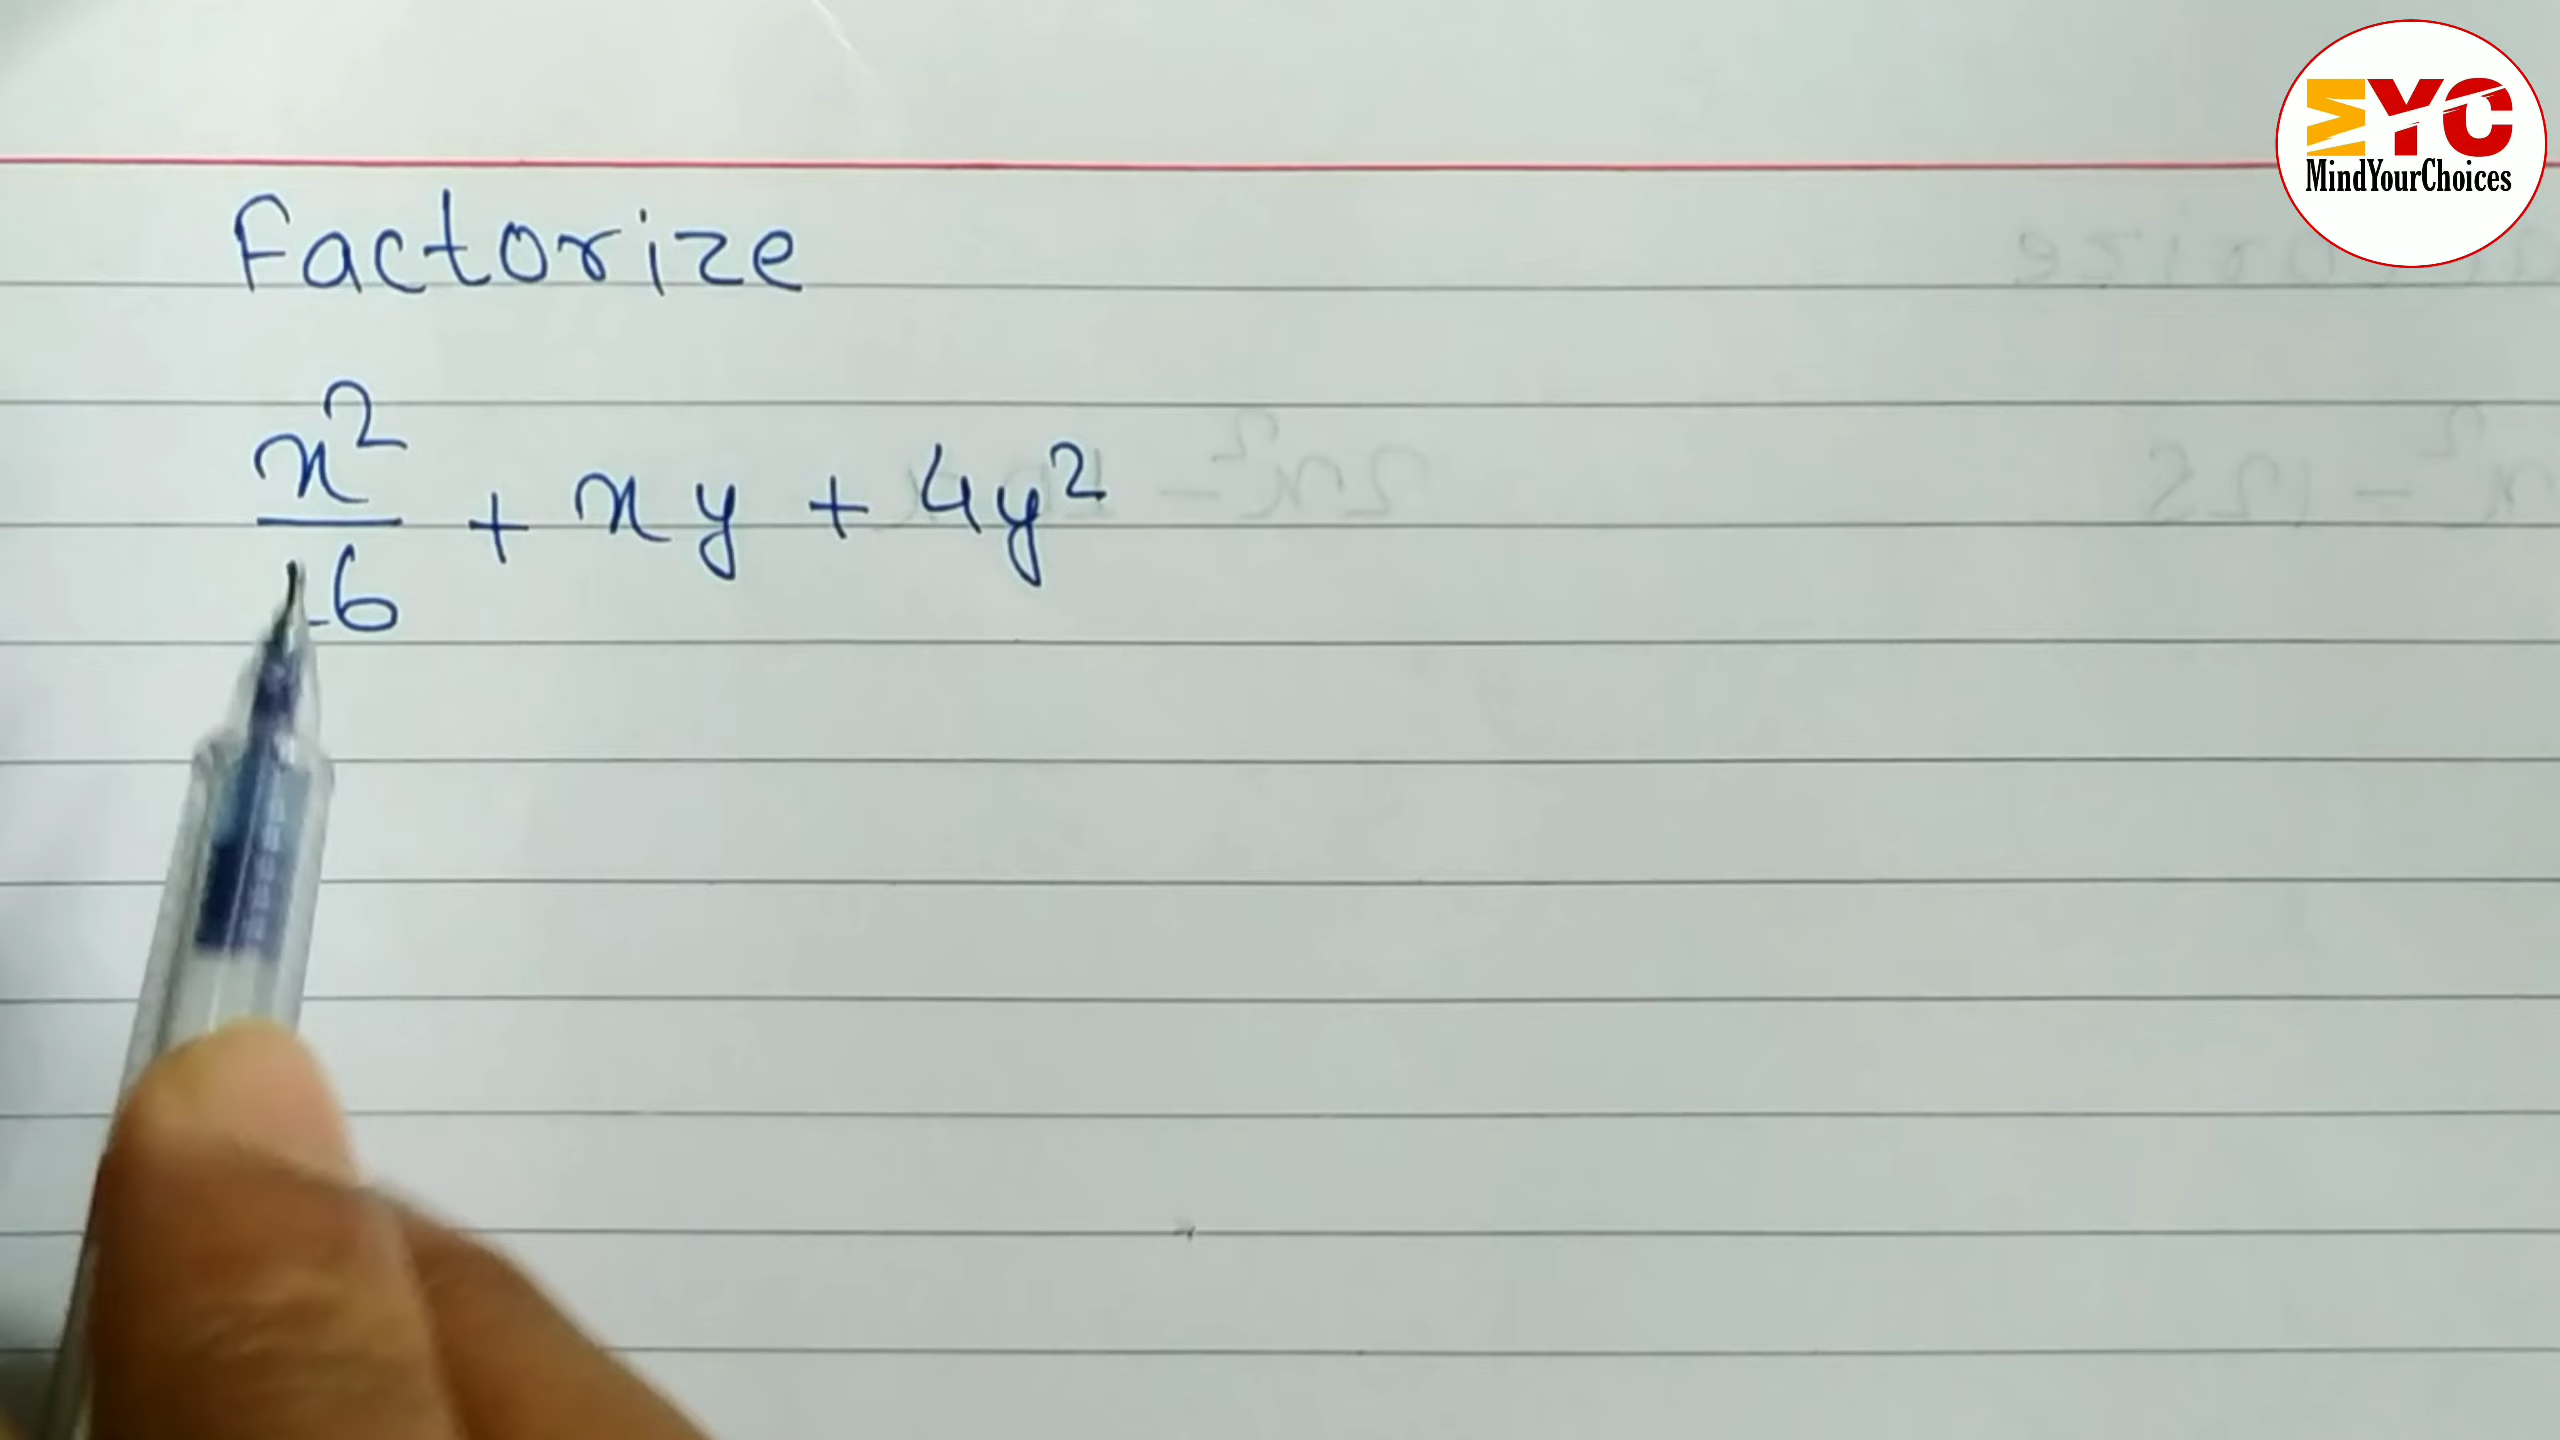 MYC
MindYourChoices
Factorize
x²/16 + xy + 4y²